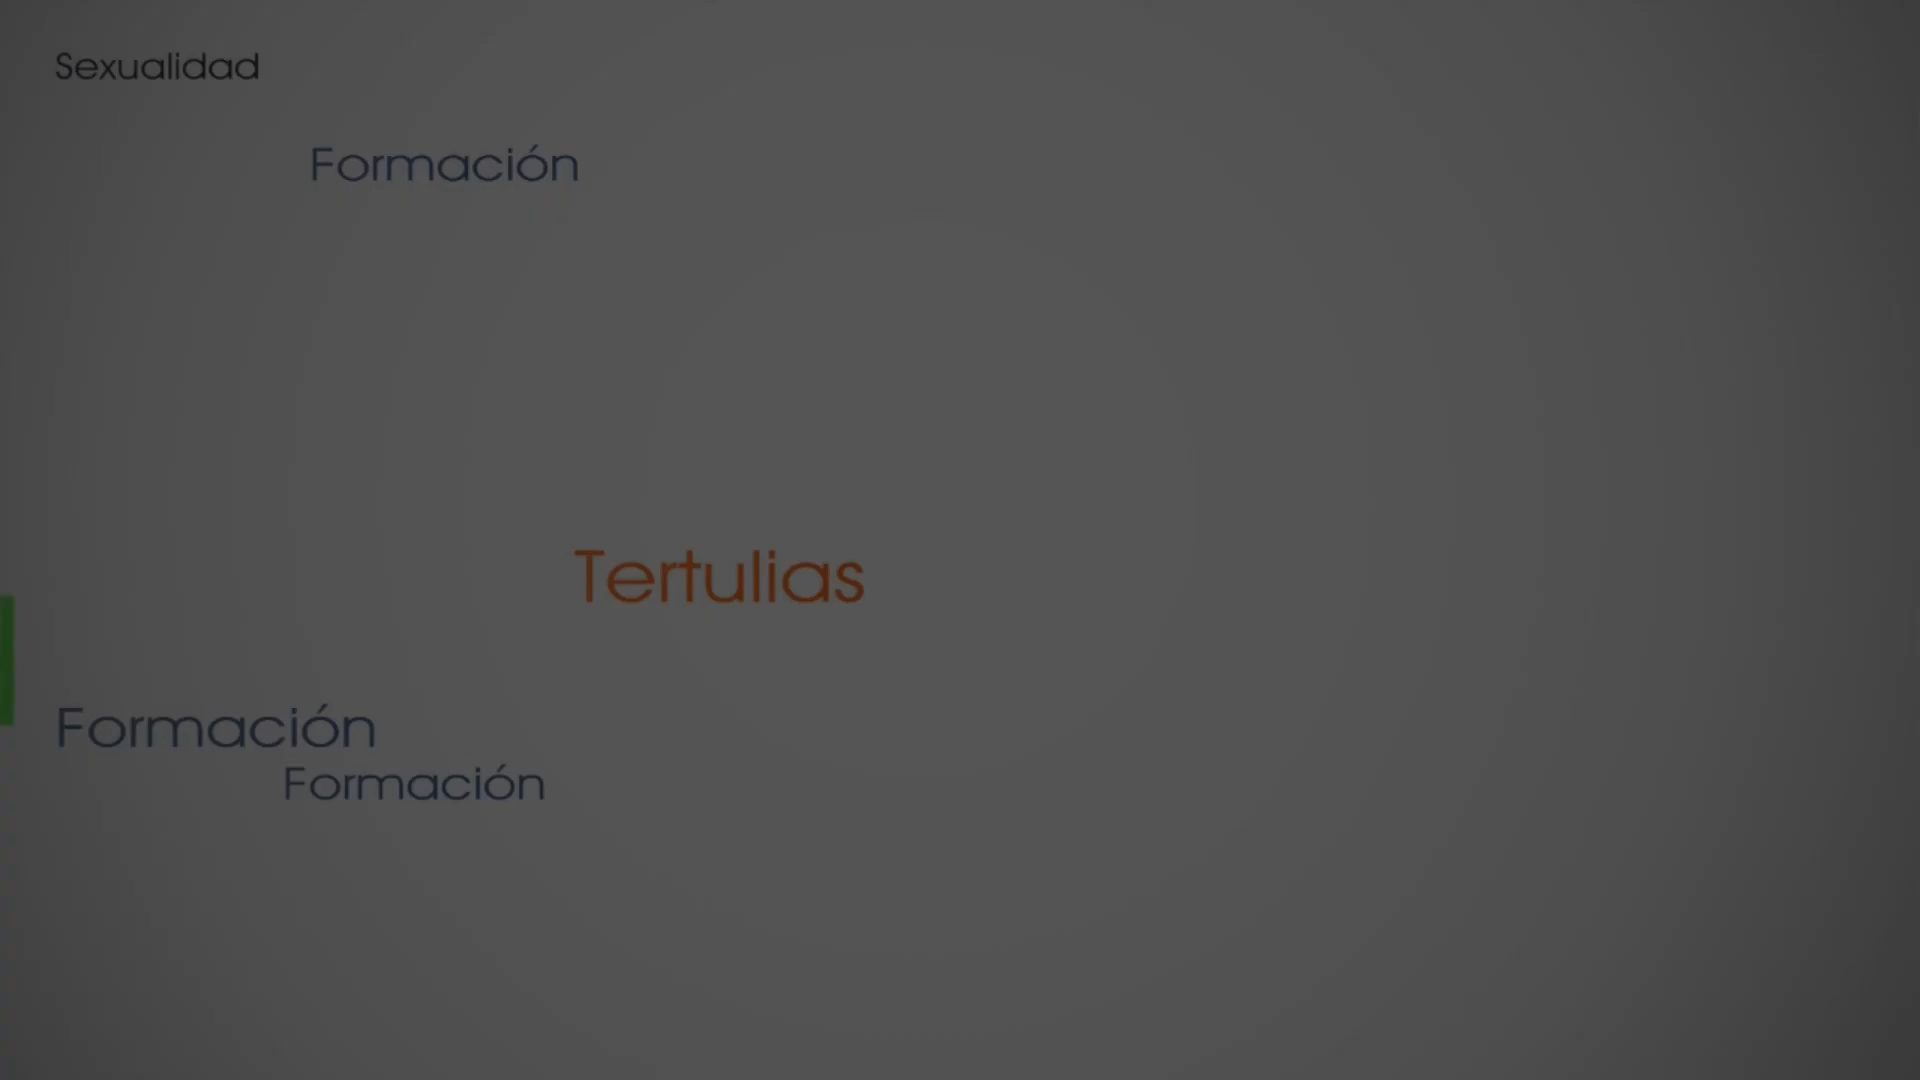 Sexualidad
Formación
Tertulias
Formación
Formación